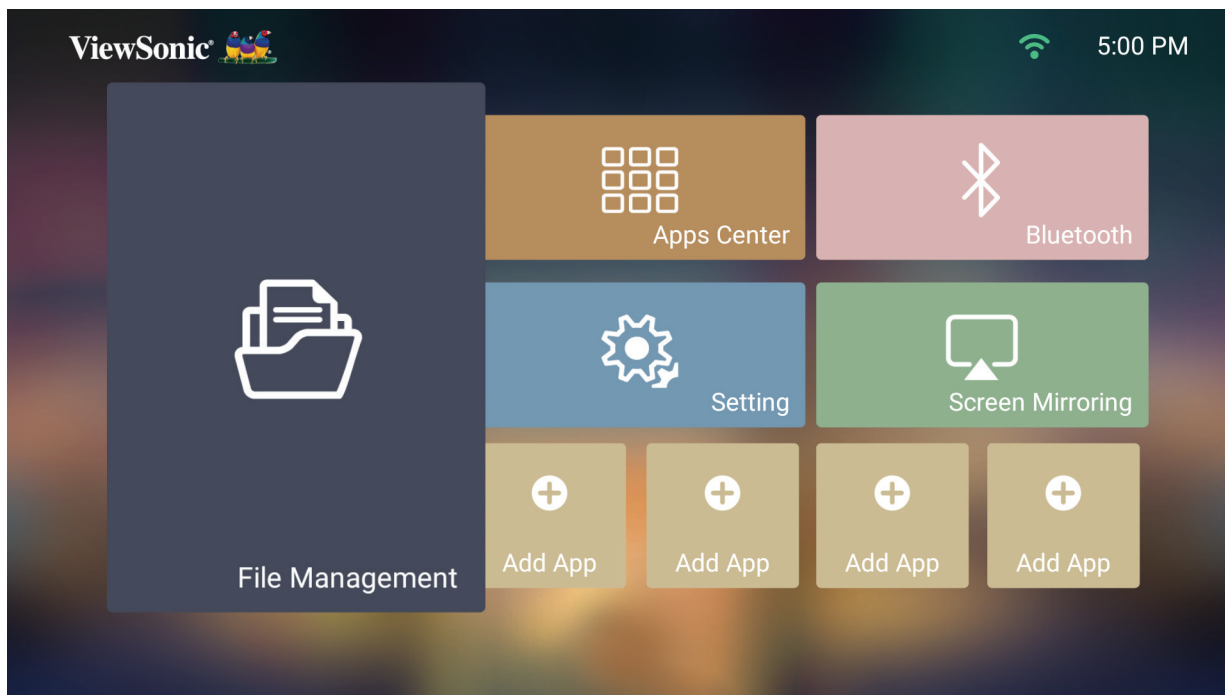 ViewSonic
5:00 PM
Apps Center
Bluetooth
Setting
Screen Mirroring
File Management
Add App
Add App
Add App
Add App